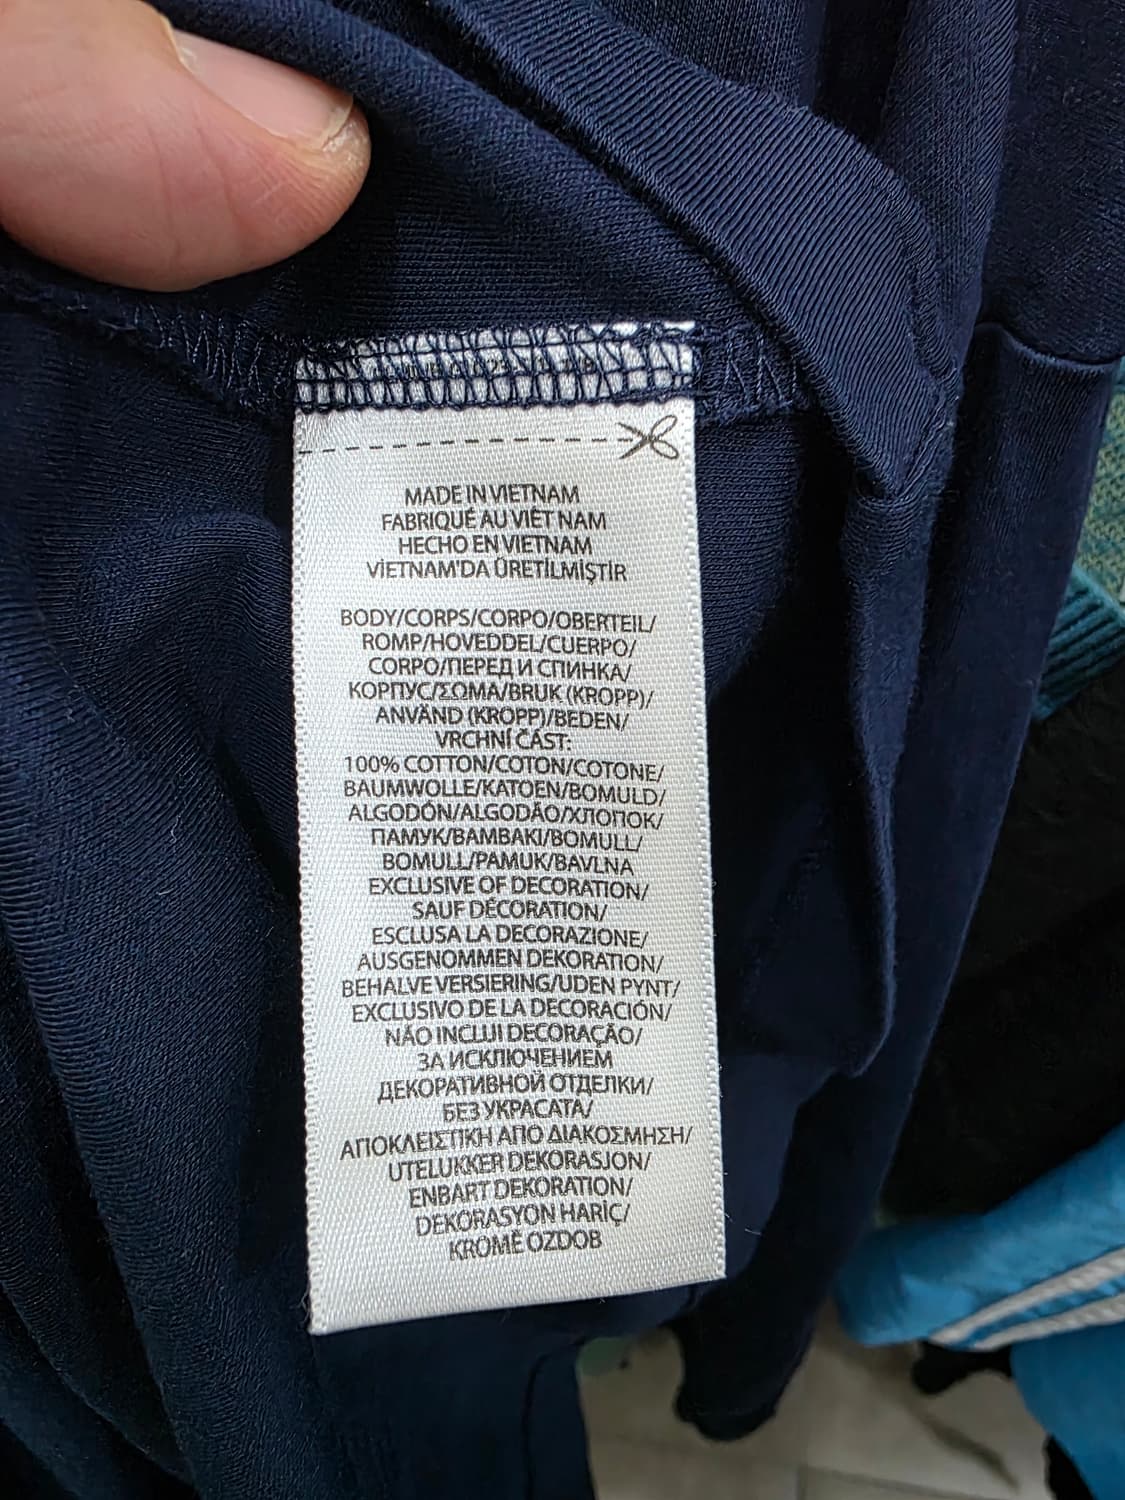 MADE IN VIETNAM
FABRIQUÉ AU VIÊT NAM
HECHO EN VIETNAM
VİETNAM'DA ÜRETİLMİŞTİR
BODY/CORPS/CORPO/OBERTEIL/
ROMP/HOVEDDEL/CUERPO/
CORPO/ПЕРЕД И СПИНКА/
КОРПУС/ΣΩΜΑ/BRUK (KROPP)/
ANVÄND (KROPP)/BEDEN/
VRCHNÍ ČÁST:
100% COTTON/COTON/COTONE/
BAUMWOLLE/KATOEN/BOMULD/
ALGODÓN/ALGODÃO/ХЛОПОК/
ПАМУК/ΒΑΜΒΑΚΙ/BOMULL/
BOMULL/PAMUK/BAVLNA
EXCLUSIVE OF DECORATION/
SAUF DÉCORATION/
ESCLUSA LA DECORAZIONE/
AUSGENOMMEN DEKORATION/
BEHALVE VERSIERING/UDEN PYNT/
EXCLUSIVO DE LA DECORACIÓN/
NÃO INCLUI DECORAÇÃO/
ЗА ИСКЛЮЧЕНИЕМ
ДЕКОРАТИВНОЙ ОТДЕЛКИ/
БЕЗ УКРАСАТА/
ΑΠΟΚΛΕΙΣΤΙΚΗ ΑΠΟ ΔΙΑΚΟΣΜΗΣΗ/
UTELUKKER DEKORASJON/
ENBART DEKORATION/
DEKORASYON HARİÇ/
KROMĚ OZDOB